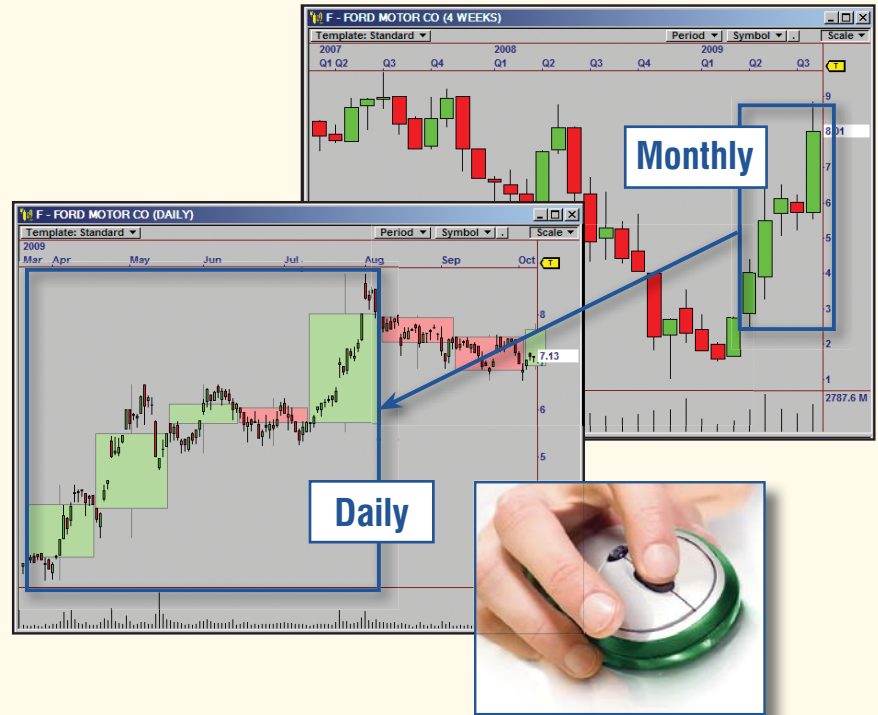 F - FORD MOTOR CO (4 WEEKS)
Template: Standard Period Symbol . Scale
2007 2008 2009
Q1 Q2 Q3 Q4 Q1 Q2 Q3 Q4 Q1 Q2 Q3
T
9
8.01
7
6
5
4
3
2
1
2787.6 M
Monthly
F - FORD MOTOR CO (DAILY)
Template: Standard Period Symbol . Scale
2009
Mar Apr May Jun Jul Aug Sep Oct
T
8
7.13
6
5
Daily